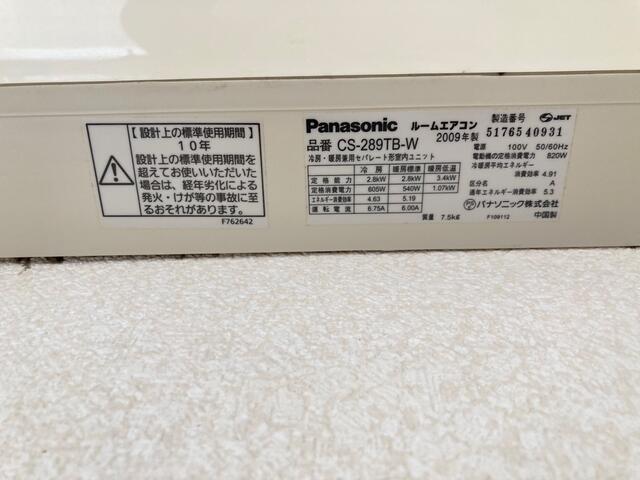 【設計上の標準使用期間】
10年
設計上の標準使用期間を
超えてお使いいただいた
場合は、経年劣化による
発火・けが等の事故に至
るおそれがあります。
F762642
Panasonic ルームエアコン
2009年製
品番 CS-289TB-W
冷房・暖房兼用セパレート形室内ユニット
冷房 暖房標準 暖房低温
定格能力 2.8kW 2.8kW 3.4kW
定格消費電力 605W 540W 1.07kW
エネルギー消費効率 4.63 5.19
運転電流 6.75A 6.00A
質量 7.5kg
製造番号 JET
5176540931
電源 100V 50/60Hz
電動機の定格消費電力 820W
冷暖房平均エネルギー
消費効率 4.91
区分名 A
通年エネルギー消費効率 5.3
PS パナソニック株式会社
F109112 中国製